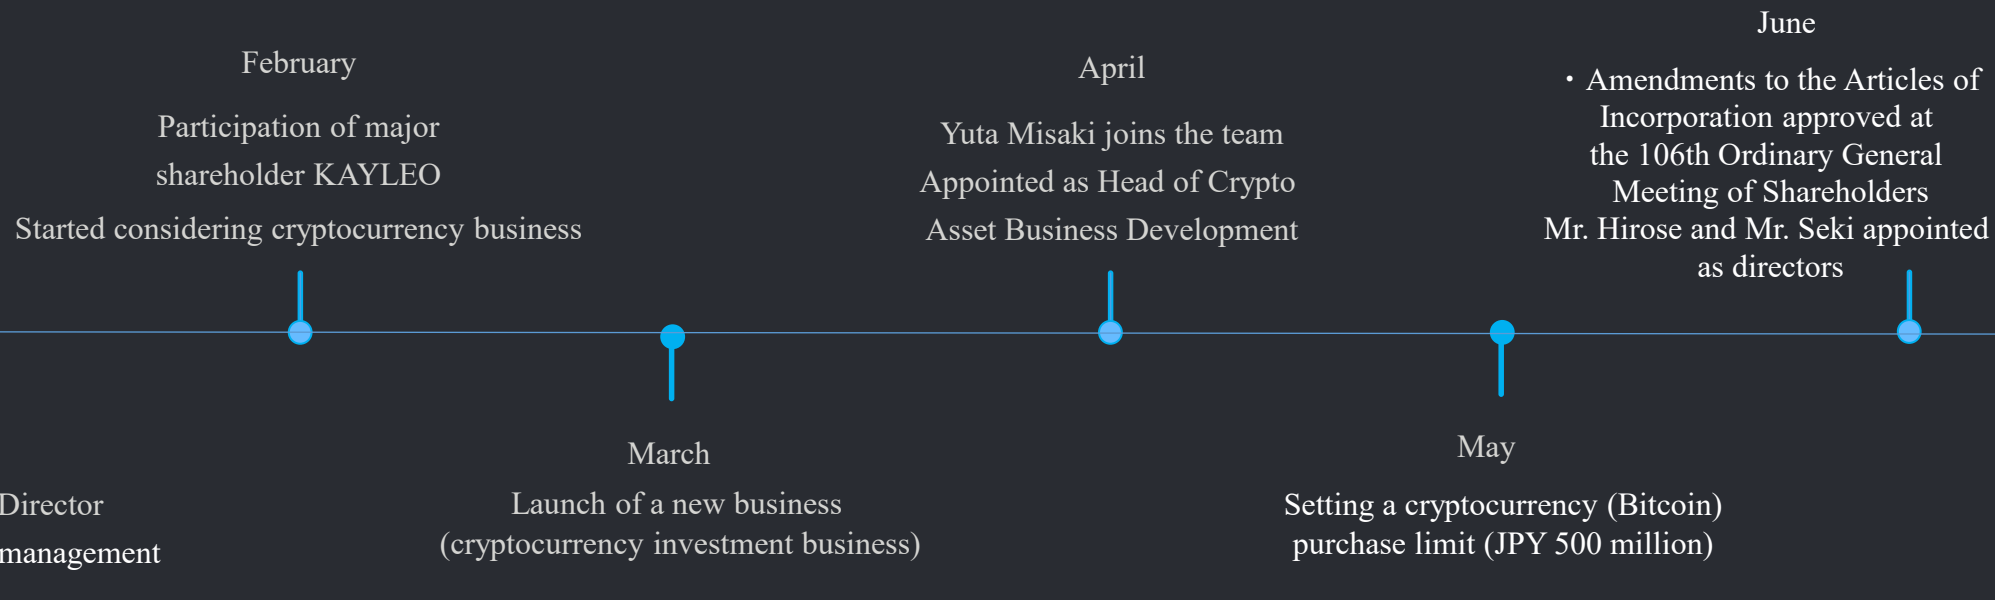 February
Participation of major
shareholder KAYLEO
Started considering cryptocurrency business
April
Yuta Misaki joins the team
Appointed as Head of Crypto
Asset Business Development
June
・Amendments to the Articles of
Incorporation approved at
the 106th Ordinary General
Meeting of Shareholders
Mr. Hirose and Mr. Seki appointed
as directors
Director
management
March
Launch of a new business
(cryptocurrency investment business)
May
Setting a cryptocurrency (Bitcoin)
purchase limit (JPY 500 million)